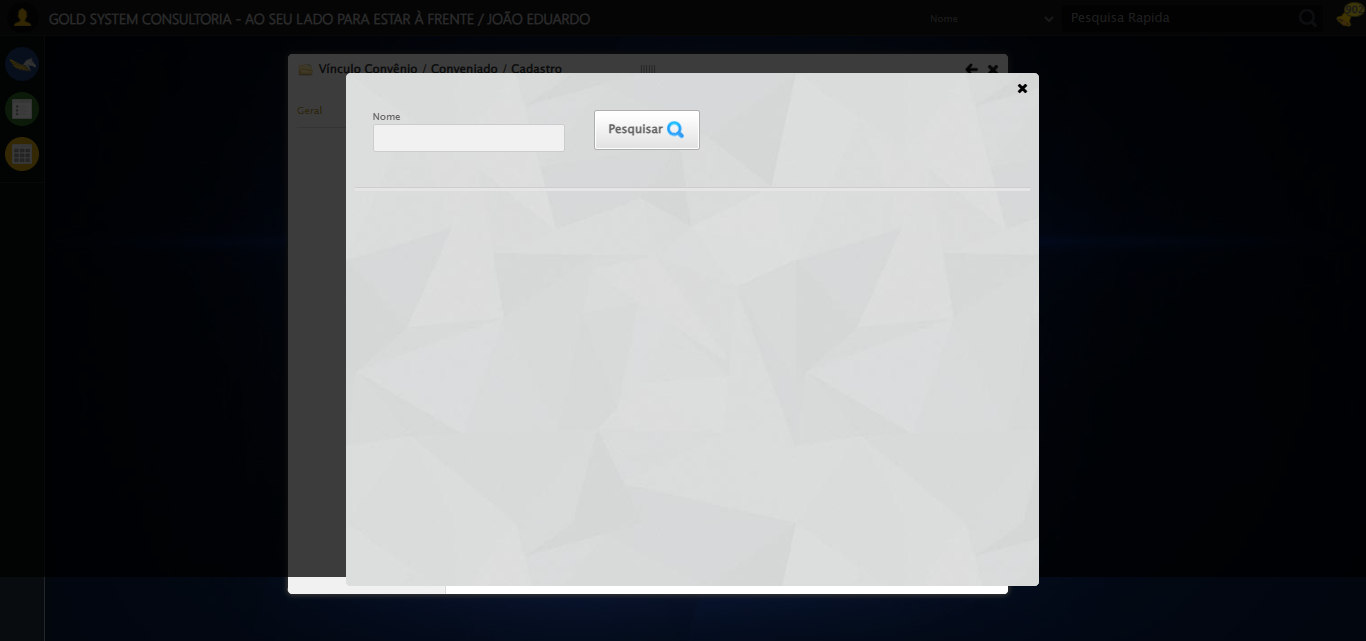 GOLD SYSTEM CONSULTORIA - AO SEU LADO PARA ESTAR À FRENTE / JOÃO EDUARDO
Nome
Pesquisa Rapida
902
Vínculo Convênio / Conveniado / Cadastro
Geral
Nome
Pesquisar